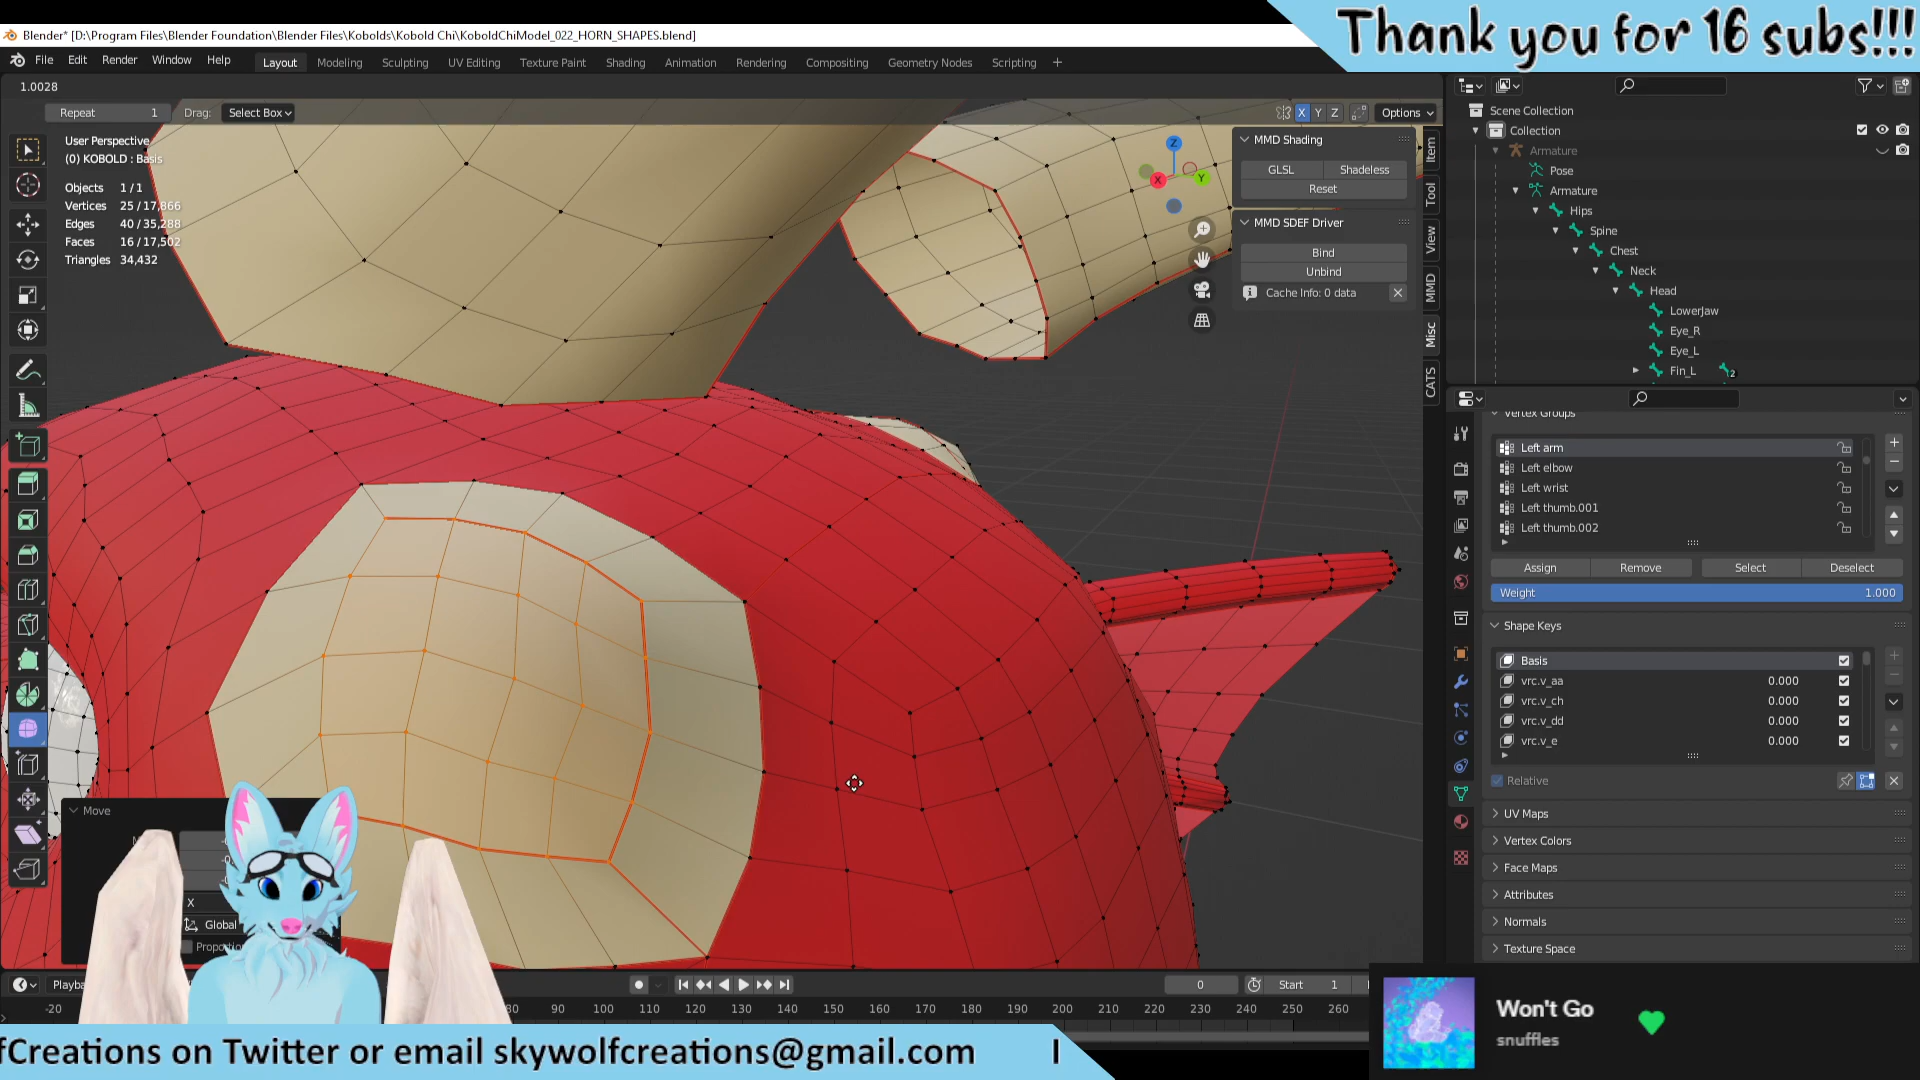 Thank you for 16 subs!!!
Blender* [D:\Program Files\Blender Foundation\Blender Files\Kobolds\Kobold Chi\KoboldChiModel_022_HORN_SHAPES.blend]
File Edit Render Window Help
Layout Modeling Sculpting UV Editing Texture Paint Shading Animation Rendering Compositing Geometry Nodes Scripting +
1.0028
Repeat 1 Drag: Select Box
X Y Z Options
User Perspective
(0) KOBOLD : Basis
Objects 1 / 1
Vertices 25 / 17,866
Edges 40 / 35,288
Faces 16 / 17,502
Triangles 34,432
Z
X
Y
MMD Shading
GLSL Shadeless
Reset
MMD SDEF Driver
Bind
Unbind
Cache Info: 0 data
Item
Tool
View
MMD
Misc
CATS
Scene Collection
Collection
Armature
Pose
Armature
Hips
Spine
Chest
Neck
Head
LowerJaw
Eye_R
Eye_L
Fin_L 2
Vertex Groups
Left arm
Left elbow
Left wrist
Left thumb.001
Left thumb.002
Assign Remove Select Deselect
Weight 1.000
Shape Keys
Basis
vrc.v_aa 0.000
vrc.v_ch 0.000
vrc.v_dd 0.000
vrc.v_e 0.000
Relative
UV Maps
Vertex Colors
Face Maps
Attributes
Normals
Texture Space
Move
X
Global
0 Start 1
-20 90 100 110 120 130 140 150 160 170 180 190 200 210 220 230 240 250 260
Won't Go
snuffles
fCreations on Twitter or email skywolfcreations@gmail.com I